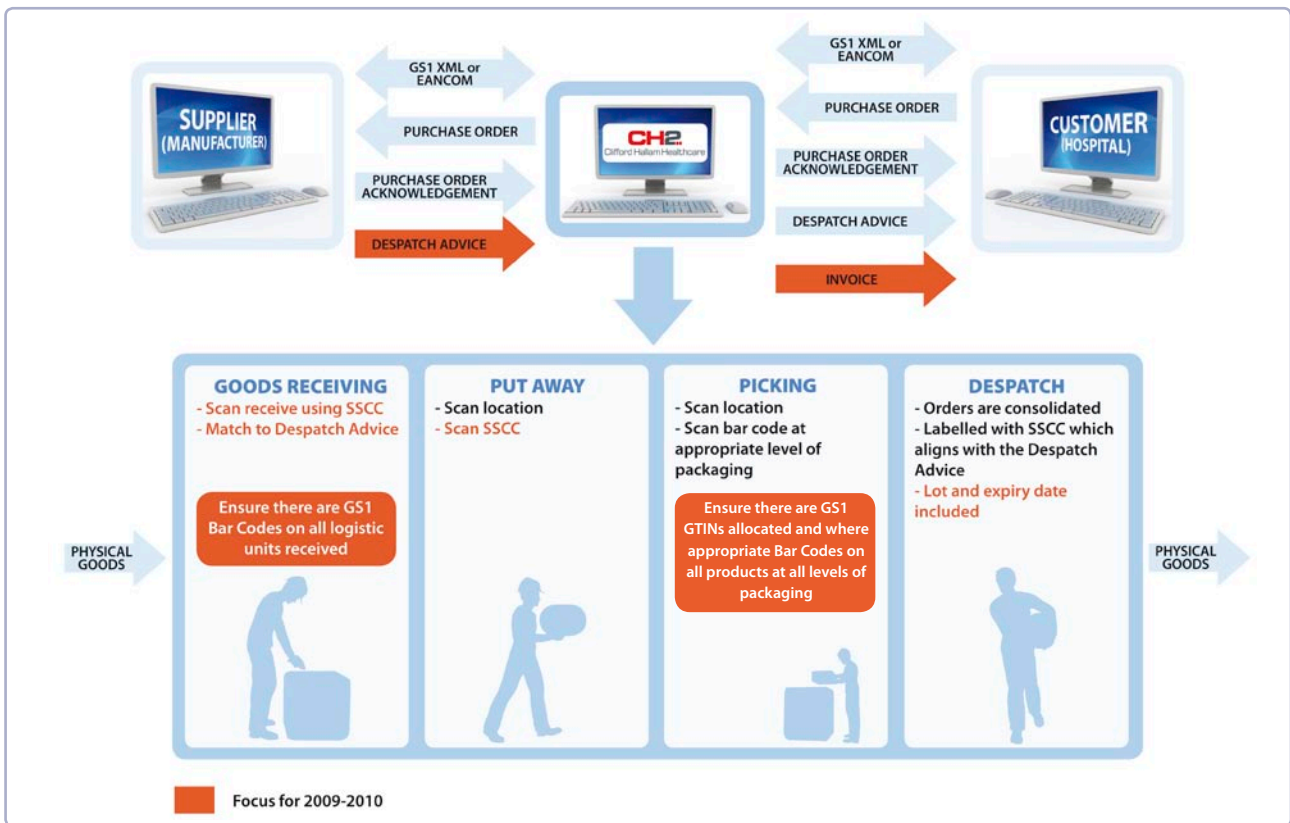 GS1 XML or
EANCOM
PURCHASE ORDER
PURCHASE ORDER
ACKNOWLEDGEMENT
DESPATCH ADVICE
SUPPLIER
(MANUFACTURER)
CH2
Clifford Hallam Healthcare
GS1 XML or
EANCOM
PURCHASE ORDER
PURCHASE ORDER
ACKNOWLEDGEMENT
DESPATCH ADVICE
INVOICE
CUSTOMER
(HOSPITAL)
PHYSICAL
GOODS
GOODS RECEIVING
- Scan receive using SSCC
- Match to Despatch Advice
Ensure there are GS1
Bar Codes on all logistic
units received
PUT AWAY
- Scan location
- Scan SSCC
PICKING
- Scan location
- Scan bar code at
appropriate level of
packaging
Ensure there are GS1
GTINs allocated and where
appropriate Bar Codes on
all products at all levels of
packaging
DESPATCH
- Orders are consolidated
- Labelled with SSCC which
aligns with the Despatch
Advice
- Lot and expiry date
included
PHYSICAL
GOODS
Focus for 2009-2010